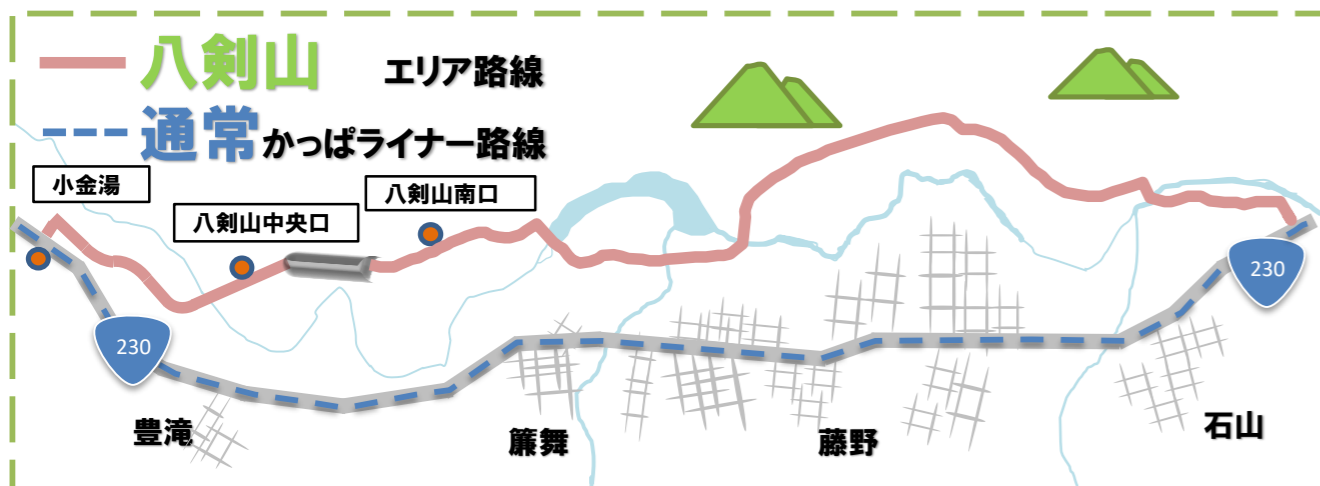 八剣山 エリア路線
通常かっぱライナー路線
小金湯
八剣山中央口
八剣山南口
230
230
豊滝
簾舞
藤野
石山